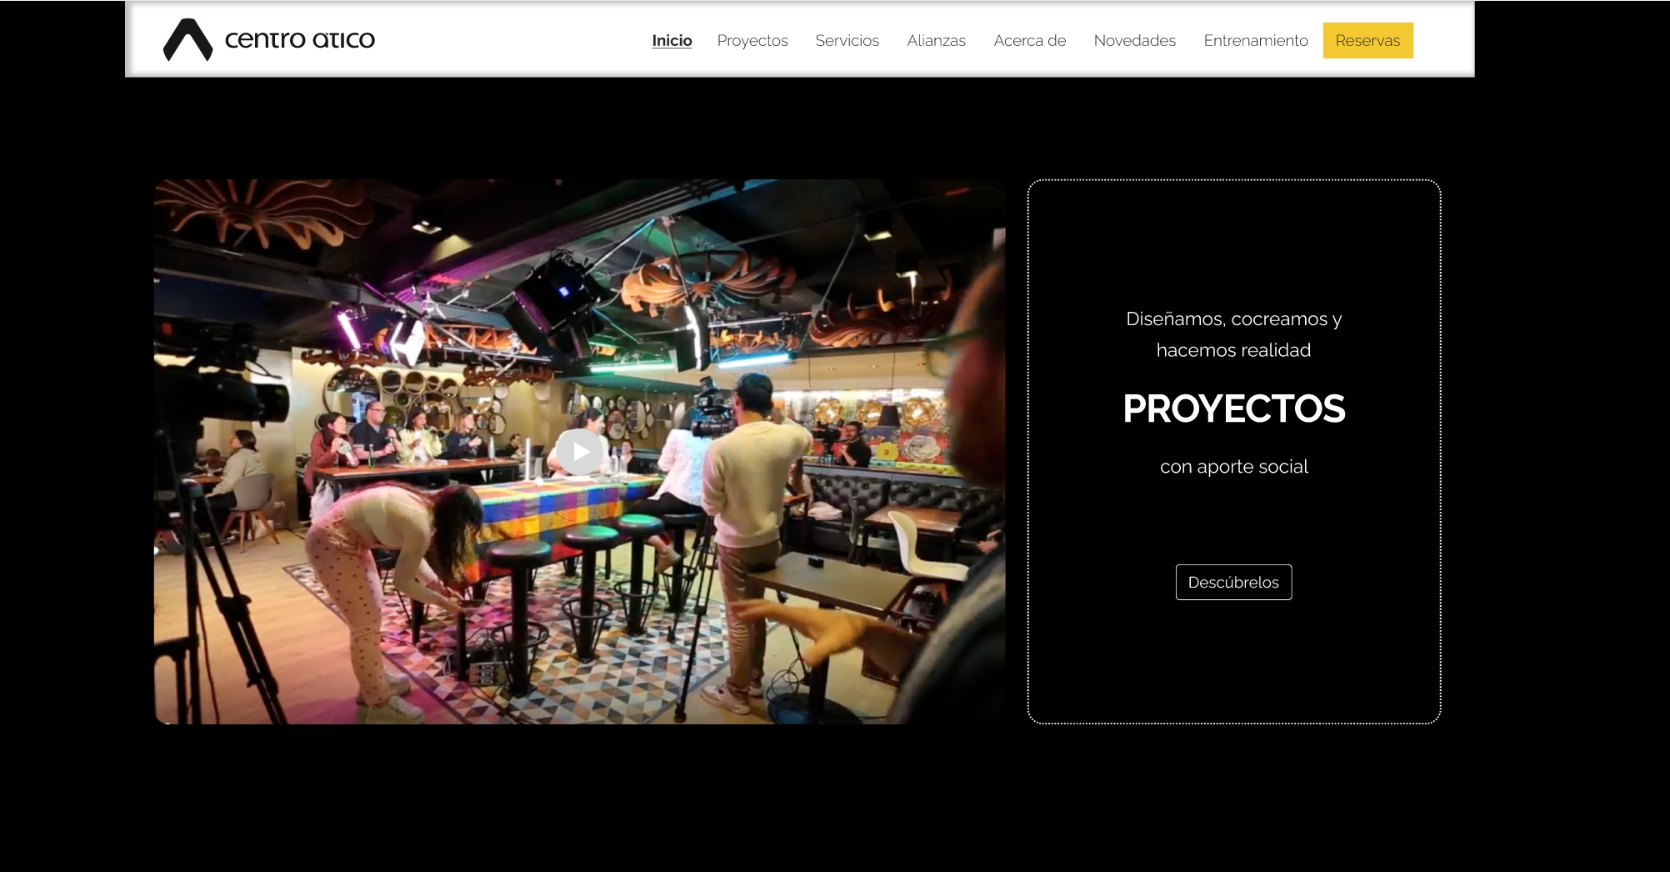 centro atico
Inicio Proyectos Servicios Alianzas Acerca de Novedades Entrenamiento Reservas
Diseñamos, cocreamos y
hacemos realidad
PROYECTOS
con aporte social
Descúbrelos